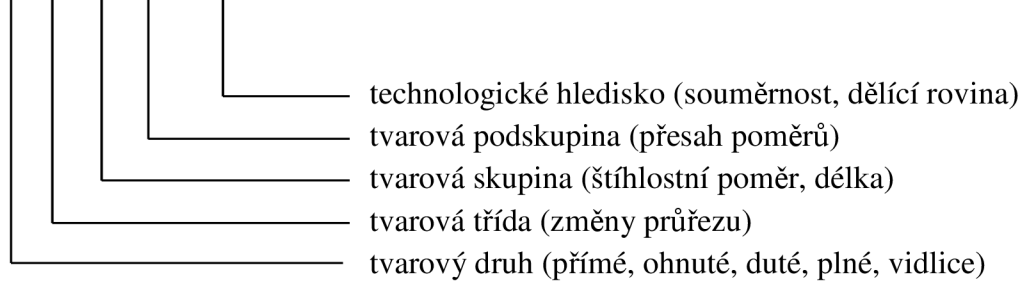 technologické hledisko (souměrnost, dělící rovina)
tvarová podskupina (přesah poměrů)
tvarová skupina (štíhlostní poměr, délka)
tvarová třída (změny průřezu)
tvarový druh (přímé, ohnuté, duté, plné, vidlice)